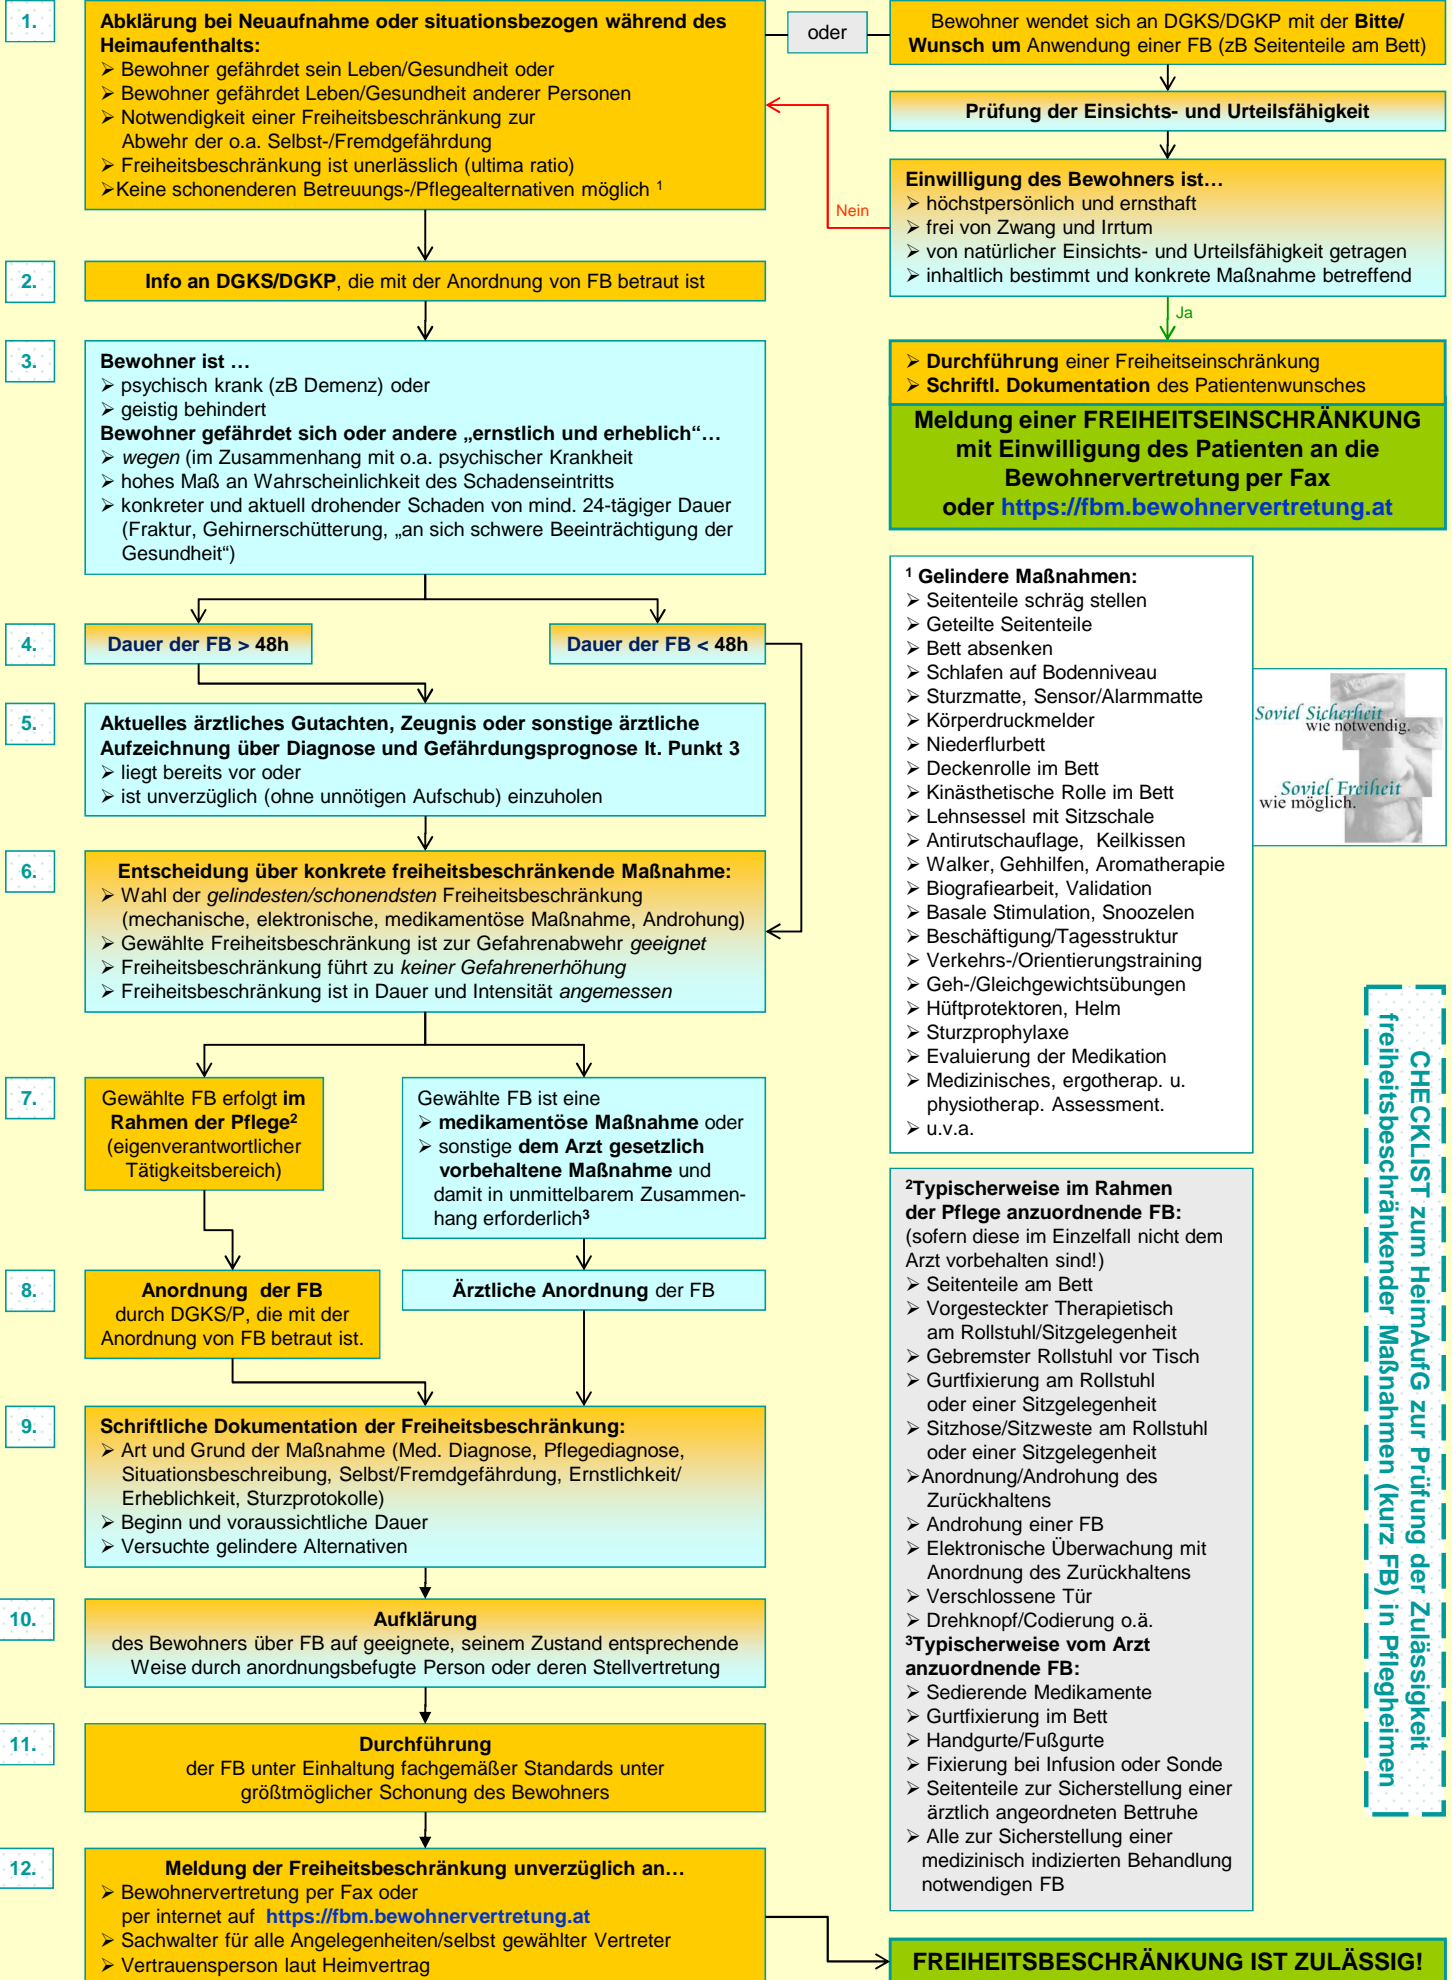 1.
Abklärung bei Neuaufnahme oder situationsbezogen während des
Heimaufenthalts:
➢ Bewohner gefährdet sein Leben/Gesundheit oder
➢ Bewohner gefährdet Leben/Gesundheit anderer Personen
➢ Notwendigkeit einer Freiheitsbeschränkung zur
Abwehr der o.a. Selbst-/Fremdgefährdung
➢ Freiheitsbeschränkung ist unerlässlich (ultima ratio)
➢Keine schonenderen Betreuungs-/Pflegealternativen möglich ¹
oder
Bewohner wendet sich an DGKS/DGKP mit der Bitte/
Wunsch um Anwendung einer FB (zB Seitenteile am Bett)
Prüfung der Einsichts- und Urteilsfähigkeit
Einwilligung des Bewohners ist…
➢ höchstpersönlich und ernsthaft
➢ frei von Zwang und Irrtum
➢ von natürlicher Einsichts- und Urteilsfähigkeit getragen
➢ inhaltlich bestimmt und konkrete Maßnahme betreffend
Nein
Ja
➢ Durchführung einer Freiheitseinschränkung
➢ Schriftl. Dokumentation des Patientenwunsches
Meldung einer FREIHEITSEINSCHRÄNKUNG
mit Einwilligung des Patienten an die
Bewohnervertretung per Fax
oder https://fbm.bewohnervertretung.at
2.
Info an DGKS/DGKP, die mit der Anordnung von FB betraut ist
3.
Bewohner ist …
➢ psychisch krank (zB Demenz) oder
➢ geistig behindert
Bewohner gefährdet sich oder andere „ernstlich und erheblich“…
➢ wegen (im Zusammenhang mit o.a. psychischer Krankheit
➢ hohes Maß an Wahrscheinlichkeit des Schadenseintritts
➢ konkreter und aktuell drohender Schaden von mind. 24-tägiger Dauer
(Fraktur, Gehirnerschütterung, „an sich schwere Beeinträchtigung der
Gesundheit“)
4.
Dauer der FB > 48h
Dauer der FB < 48h
5.
Aktuelles ärztliches Gutachten, Zeugnis oder sonstige ärztliche
Aufzeichnung über Diagnose und Gefährdungsprognose lt. Punkt 3
➢ liegt bereits vor oder
➢ ist unverzüglich (ohne unnötigen Aufschub) einzuholen
6.
Entscheidung über konkrete freiheitsbeschränkende Maßnahme:
➢ Wahl der gelindesten/schonendsten Freiheitsbeschränkung
(mechanische, elektronische, medikamentöse Maßnahme, Androhung)
➢ Gewählte Freiheitsbeschränkung ist zur Gefahrenabwehr geeignet
➢ Freiheitsbeschränkung führt zu keiner Gefahrenerhöhung
➢ Freiheitsbeschränkung ist in Dauer und Intensität angemessen
7.
Gewählte FB erfolgt im
Rahmen der Pflege²
(eigenverantwortlicher
Tätigkeitsbereich)
Gewählte FB ist eine
➢ medikamentöse Maßnahme oder
➢ sonstige dem Arzt gesetzlich
vorbehaltene Maßnahme und
damit in unmittelbarem Zusammen-
hang erforderlich³
8.
Anordnung der FB
durch DGKS/P, die mit der
Anordnung von FB betraut ist.
Ärztliche Anordnung der FB
9.
Schriftliche Dokumentation der Freiheitsbeschränkung:
➢ Art und Grund der Maßnahme (Med. Diagnose, Pflegediagnose,
Situationsbeschreibung, Selbst/Fremdgefährdung, Ernstlichkeit/
Erheblichkeit, Sturzprotokolle)
➢ Beginn und voraussichtliche Dauer
➢ Versuchte gelindere Alternativen
10.
Aufklärung
des Bewohners über FB auf geeignete, seinem Zustand entsprechende
Weise durch anordnungsbefugte Person oder deren Stellvertretung
11.
Durchführung
der FB unter Einhaltung fachgemäßer Standards unter
größtmöglicher Schonung des Bewohners
12.
Meldung der Freiheitsbeschränkung unverzüglich an…
➢ Bewohnervertretung per Fax oder
per internet auf https://fbm.bewohnervertretung.at
➢ Sachwalter für alle Angelegenheiten/selbst gewählter Vertreter
➢ Vertrauensperson laut Heimvertrag
¹ Gelindere Maßnahmen:
➢ Seitenteile schräg stellen
➢ Geteilte Seitenteile
➢ Bett absenken
➢ Schlafen auf Bodenniveau
➢ Sturzmatte, Sensor/Alarmmatte
➢ Körperdruckmelder
➢ Niederflurbett
➢ Deckenrolle im Bett
➢ Kinästhetische Rolle im Bett
➢ Lehnsessel mit Sitzschale
➢ Antirutschauflage, Keilkissen
➢ Walker, Gehhilfen, Aromatherapie
➢ Biografiearbeit, Validation
➢ Basale Stimulation, Snoozelen
➢ Beschäftigung/Tagesstruktur
➢ Verkehrs-/Orientierungstraining
➢ Geh-/Gleichgewichtsübungen
➢ Hüftprotektoren, Helm
➢ Sturzprophylaxe
➢ Evaluierung der Medikation
➢ Medizinisches, ergotherap. u.
physiotherap. Assessment.
➢ u.v.a.
Soviel Sicherheit
wie notwendig.
Soviel Freiheit
wie möglich.
²Typischerweise im Rahmen
der Pflege anzuordnende FB:
(sofern diese im Einzelfall nicht dem
Arzt vorbehalten sind!)
➢ Seitenteile am Bett
➢ Vorgesteckter Therapietisch
am Rollstuhl/Sitzgelegenheit
➢ Gebremster Rollstuhl vor Tisch
➢ Gurtfixierung am Rollstuhl
oder einer Sitzgelegenheit
➢ Sitzhose/Sitzweste am Rollstuhl
oder einer Sitzgelegenheit
➢Anordnung/Androhung des
Zurückhaltens
➢ Androhung einer FB
➢ Elektronische Überwachung mit
Anordnung des Zurückhaltens
➢ Verschlossene Tür
➢ Drehknopf/Codierung o.ä.
³Typischerweise vom Arzt
anzuordnende FB:
➢ Sedierende Medikamente
➢ Gurtfixierung im Bett
➢ Handgurte/Fußgurte
➢ Fixierung bei Infusion oder Sonde
➢ Seitenteile zur Sicherstellung einer
ärztlich angeordneten Bettruhe
➢ Alle zur Sicherstellung einer
medizinisch indizierten Behandlung
notwendigen FB
FREIHEITSBESCHRÄNKUNG IST ZULÄSSIG!
CHECKLIST zum HeimAufG zur Prüfung der Zulässigkeit
freiheitsbeschränkender Maßnahmen (kurz FB) in Pflegheimen